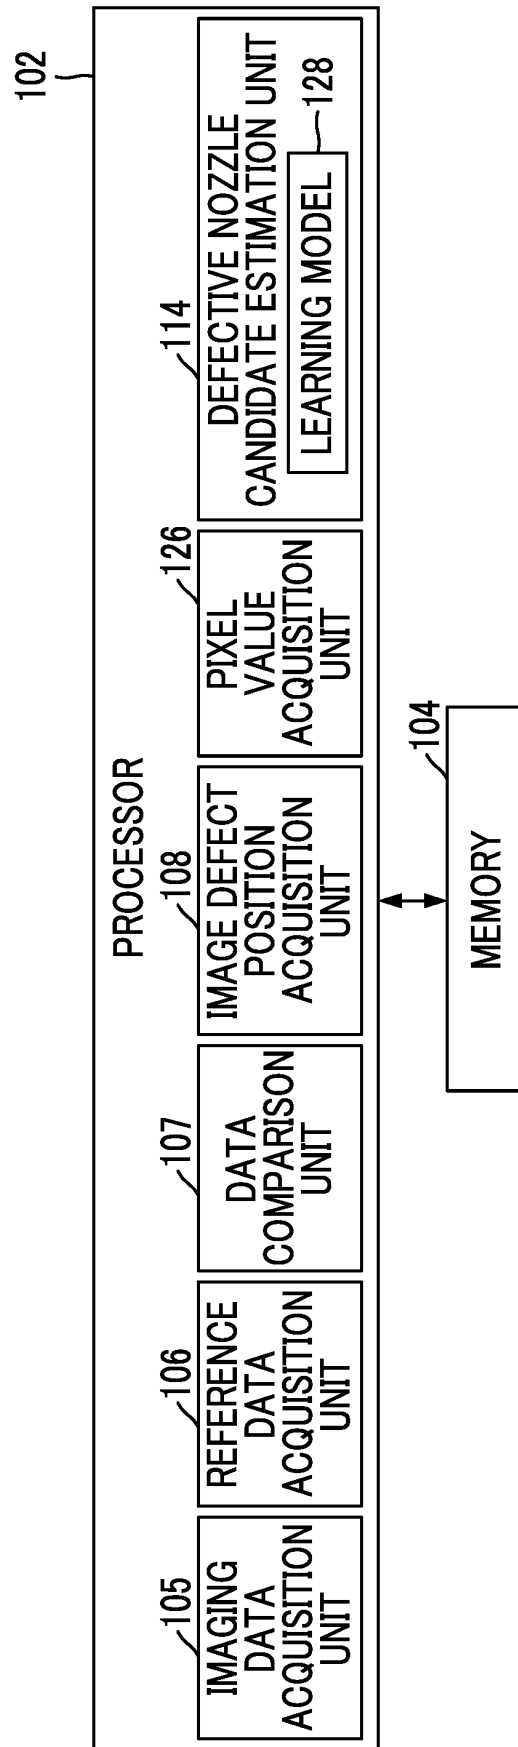 102
PROCESSOR
105
IMAGING
DATA
ACQUISITION
UNIT
106
REFERENCE
DATA
ACQUISITION
UNIT
107
DATA
COMPARISON
UNIT
108
IMAGE DEFECT
POSITION
ACQUISITION
UNIT
126
PIXEL
VALUE
ACQUISITION
UNIT
114
DEFECTIVE NOZZLE
CANDIDATE ESTIMATION UNIT
128
LEARNING MODEL
104
MEMORY